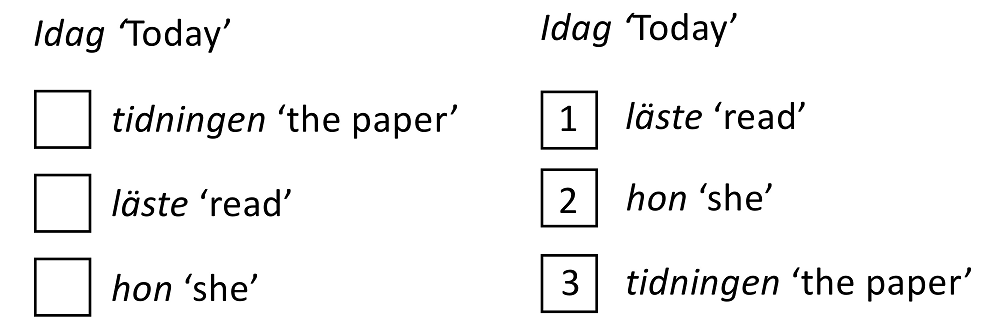 Idag ‘Today’
tidningen ‘the paper’
läste ‘read’
hon ‘she’
Idag ‘Today’
1 läste ‘read’
2 hon ‘she’
3 tidningen ‘the paper’